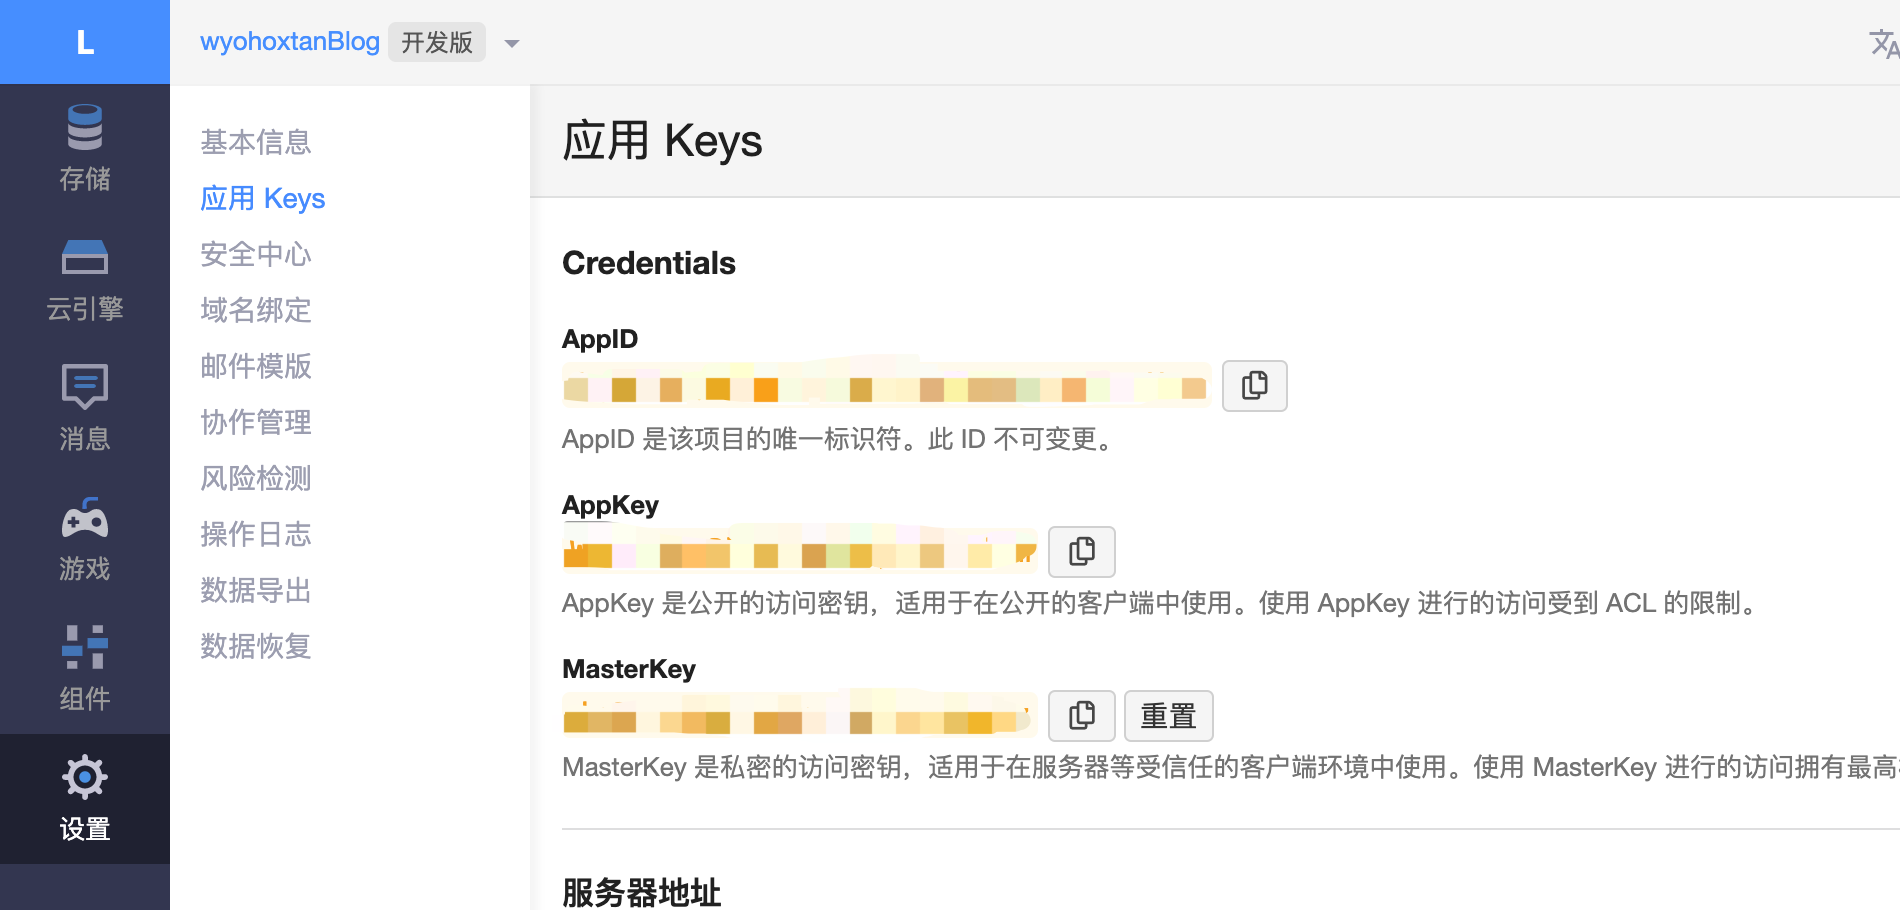 L
wyohoxtanBlog 开发版
文A
存储
云引擎
消息
游戏
组件
设置
基本信息
应用 Keys
安全中心
域名绑定
邮件模版
协作管理
风险检测
操作日志
数据导出
数据恢复
应用 Keys
Credentials
AppID
AppID 是该项目的唯一标识符。此 ID 不可变更。
AppKey
AppKey 是公开的访问密钥，适用于在公开的客户端中使用。使用 AppKey 进行的访问受到 ACL 的限制。
MasterKey
重置
MasterKey 是私密的访问密钥，适用于在服务器等受信任的客户端环境中使用。使用 MasterKey 进行的访问拥有最高
服务器地址